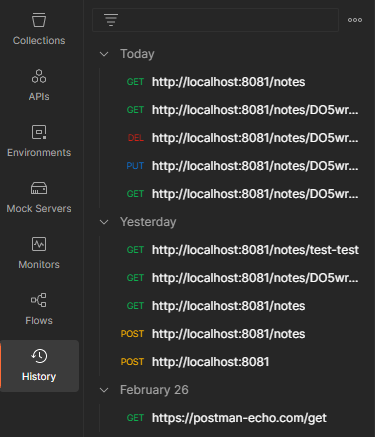 Collections
APIs
Environments
Mock Servers
Monitors
Flows
History
Today
GET http://localhost:8081/notes
GET http://localhost:8081/notes/DO5wr...
DEL http://localhost:8081/notes/DO5wr...
PUT http://localhost:8081/notes/DO5wr...
GET http://localhost:8081/notes/DO5wr...
Yesterday
GET http://localhost:8081/notes/test-test
GET http://localhost:8081/notes/DO5wr...
GET http://localhost:8081/notes
POST http://localhost:8081/notes
POST http://localhost:8081
February 26
GET https://postman-echo.com/get